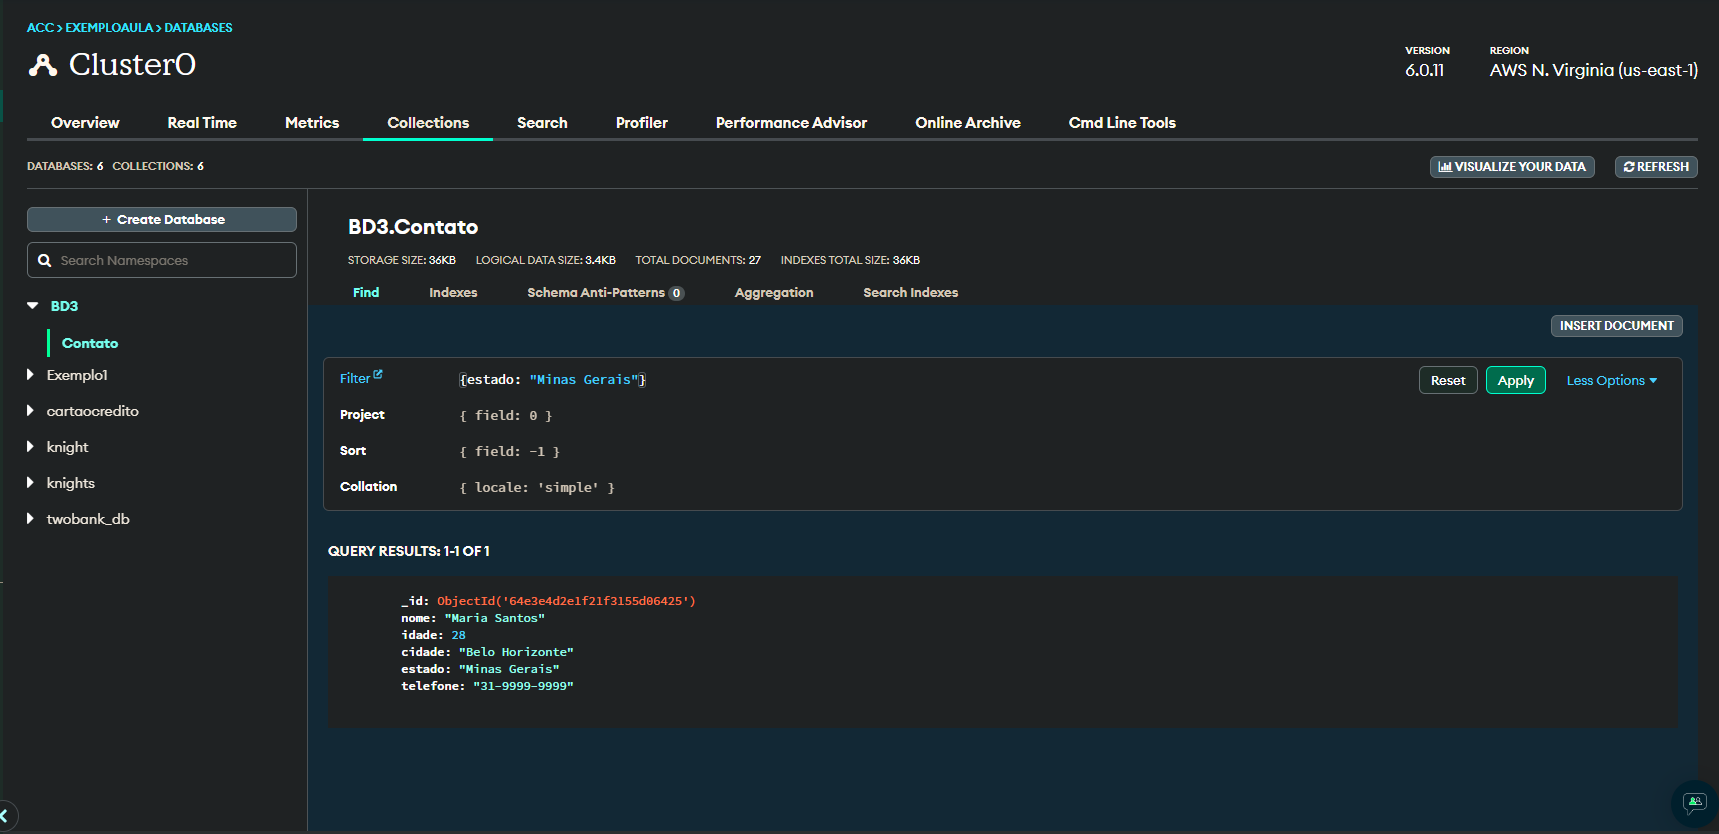 ACC > EXEMPLOAULA > DATABASES
Cluster0
VERSION
6.0.11
REGION
AWS N. Virginia (us-east-1)
Overview Real Time Metrics Collections Search Profiler Performance Advisor Online Archive Cmd Line Tools
DATABASES: 6 COLLECTIONS: 6
VISUALIZE YOUR DATA
REFRESH
+ Create Database
Search Namespaces
BD3
Contato
Exemplo1
cartaocredito
knight
knights
twobank_db
BD3.Contato
STORAGE SIZE: 36KB LOGICAL DATA SIZE: 3.4KB TOTAL DOCUMENTS: 27 INDEXES TOTAL SIZE: 36KB
Find Indexes Schema Anti-Patterns 0 Aggregation Search Indexes
INSERT DOCUMENT
Filter {estado: "Minas Gerais"} Reset Apply Less Options
Project { field: 0 }
Sort { field: -1 }
Collation { locale: 'simple' }
QUERY RESULTS: 1-1 OF 1
_id: ObjectId('64e3e4d2e1f21f3155d06425')
nome: "Maria Santos"
idade: 28
cidade: "Belo Horizonte"
estado: "Minas Gerais"
telefone: "31-9999-9999"